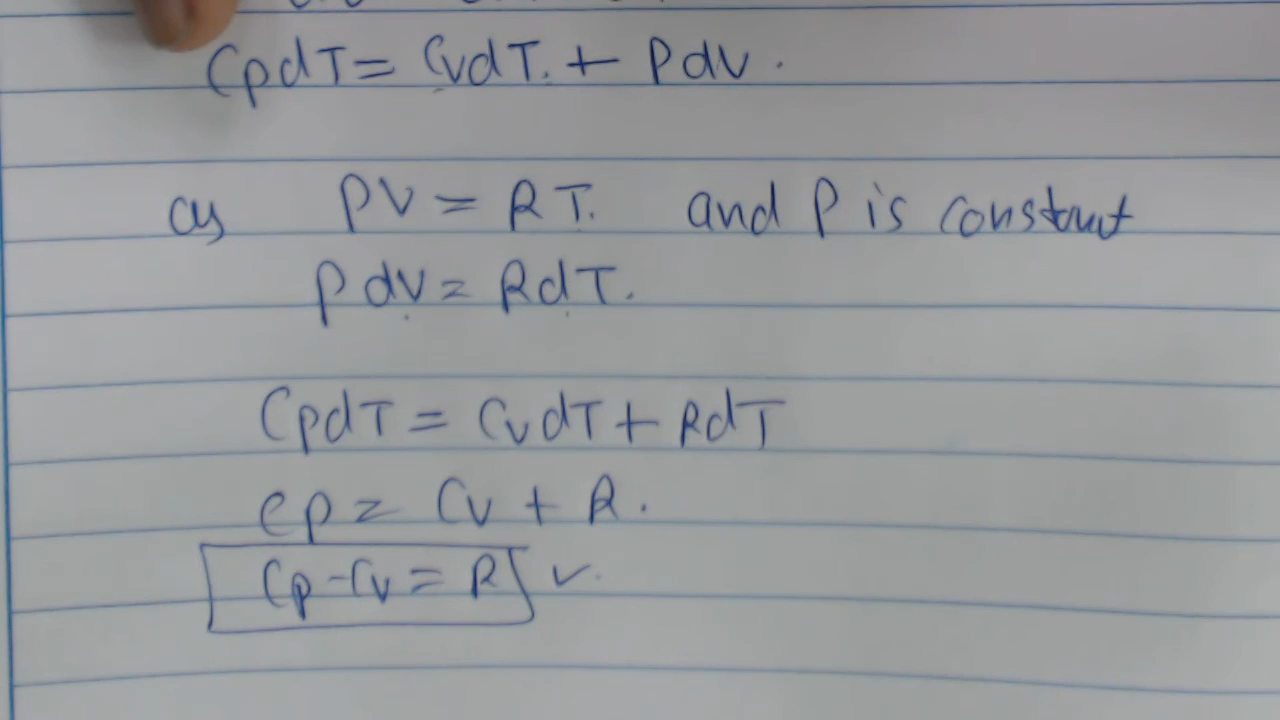 CpdT = CvdT. + Pdv.
as PV = RT. and P is constant
PdV = RdT.
CpdT = CvdT + RdT
Cp = Cv + R.
Cp - Cv = R ✓.